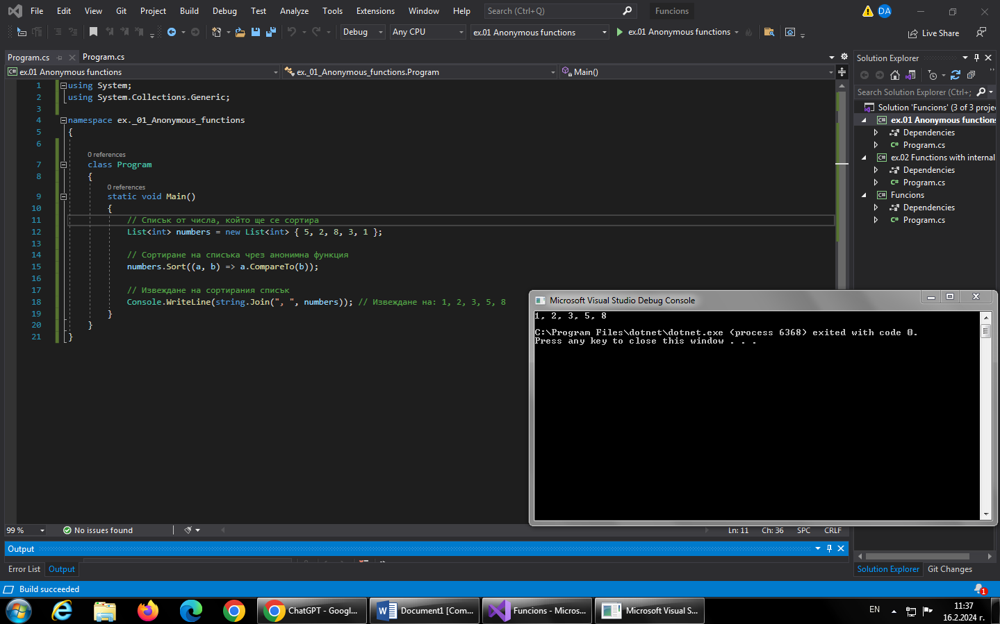 File Edit View Git Project Build Debug Test Analyze Tools Extensions Window Help Search (Ctrl+Q) Funcions DA
Debug Any CPU ex.01 Anonymous functions ex.01 Anonymous functions Live Share
Program.cs Program.cs
ex.01 Anonymous functions ex._01_Anonymous_functions.Program Main()
1 using System;
2 using System.Collections.Generic;
3
4 namespace ex._01_Anonymous_functions
5 {
6
0 references
7 class Program
8 {
0 references
9 static void Main()
10 {
11 // Списък от числа, който ще се сортира
12 List<int> numbers = new List<int> { 5, 2, 8, 3, 1 };
13
14 // Сортиране на списъка чрез анонимна функция
15 numbers.Sort((a, b) => a.CompareTo(b));
16
17 // Извеждане на сортирания списък
18 Console.WriteLine(string.Join(", ", numbers)); // Извеждане на: 1, 2, 3, 5, 8
19 }
20 }
21 }
99 % No issues found Ln: 11 Ch: 36 SPC CRLF
Solution Explorer
Search Solution Explorer (Ctrl+;
Solution 'Funcions' (3 of 3 proje
ex.01 Anonymous functions
Dependencies
C# Program.cs
ex.02 Functions with internal
Dependencies
C# Program.cs
Funcions
Dependencies
C# Program.cs
Solution Explorer Git Changes
Microsoft Visual Studio Debug Console
1, 2, 3, 5, 8
C:\Program Files\dotnet\dotnet.exe (process 6368) exited with code 0.
Press any key to close this window . . .
Output
Error List Output
Build succeeded 1
ChatGPT - Googl... Document1 [Com... Funcions - Micros... Microsoft Visual S... EN 11:37
16.2.2024 г.